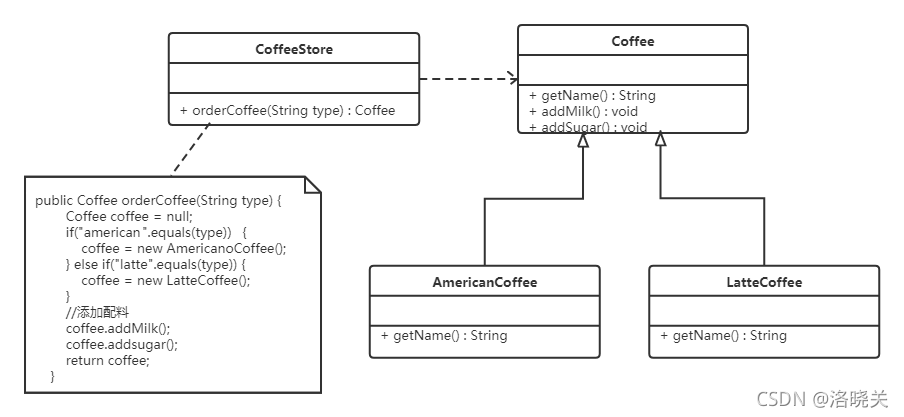 CoffeeStore
+ orderCoffee(String type) : Coffee
Coffee
+ getName() : String
+ addMilk() : void
+ addSugar() : void
public Coffee orderCoffee(String type) {
Coffee coffee = null;
if("american".equals(type)) {
coffee = new AmericanoCoffee();
} else if("latte".equals(type)) {
coffee = new LatteCoffee();
}
//添加配料
coffee.addMilk();
coffee.addsugar();
return coffee;
}
AmericanCoffee
+ getName() : String
LatteCoffee
+ getName() : String
CSDN @洛晓关